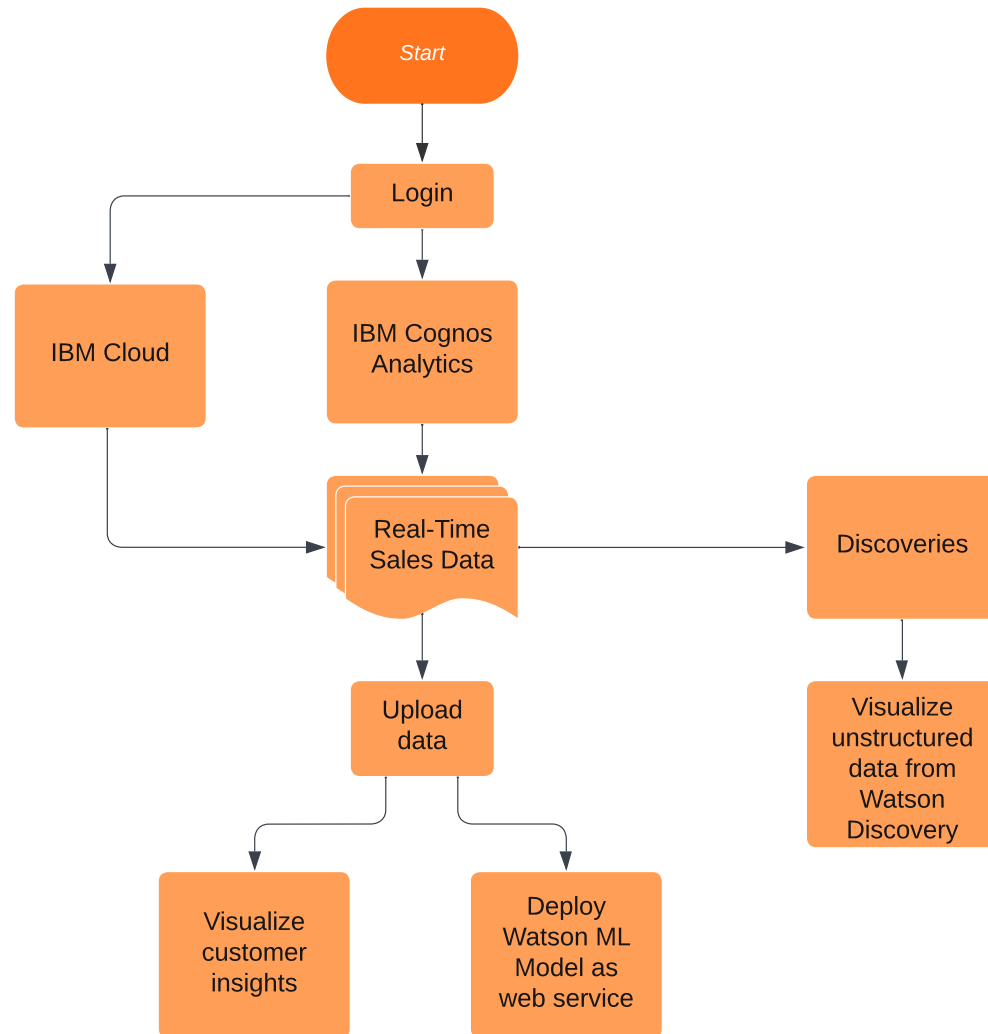 Start
Login
IBM Cloud
IBM Cognos
Analytics
Real-Time
Sales Data
Discoveries
Upload
data
Visualize
unstructured
data from
Watson
Discovery
Visualize
customer
insights
Deploy
Watson ML
Model as
web service